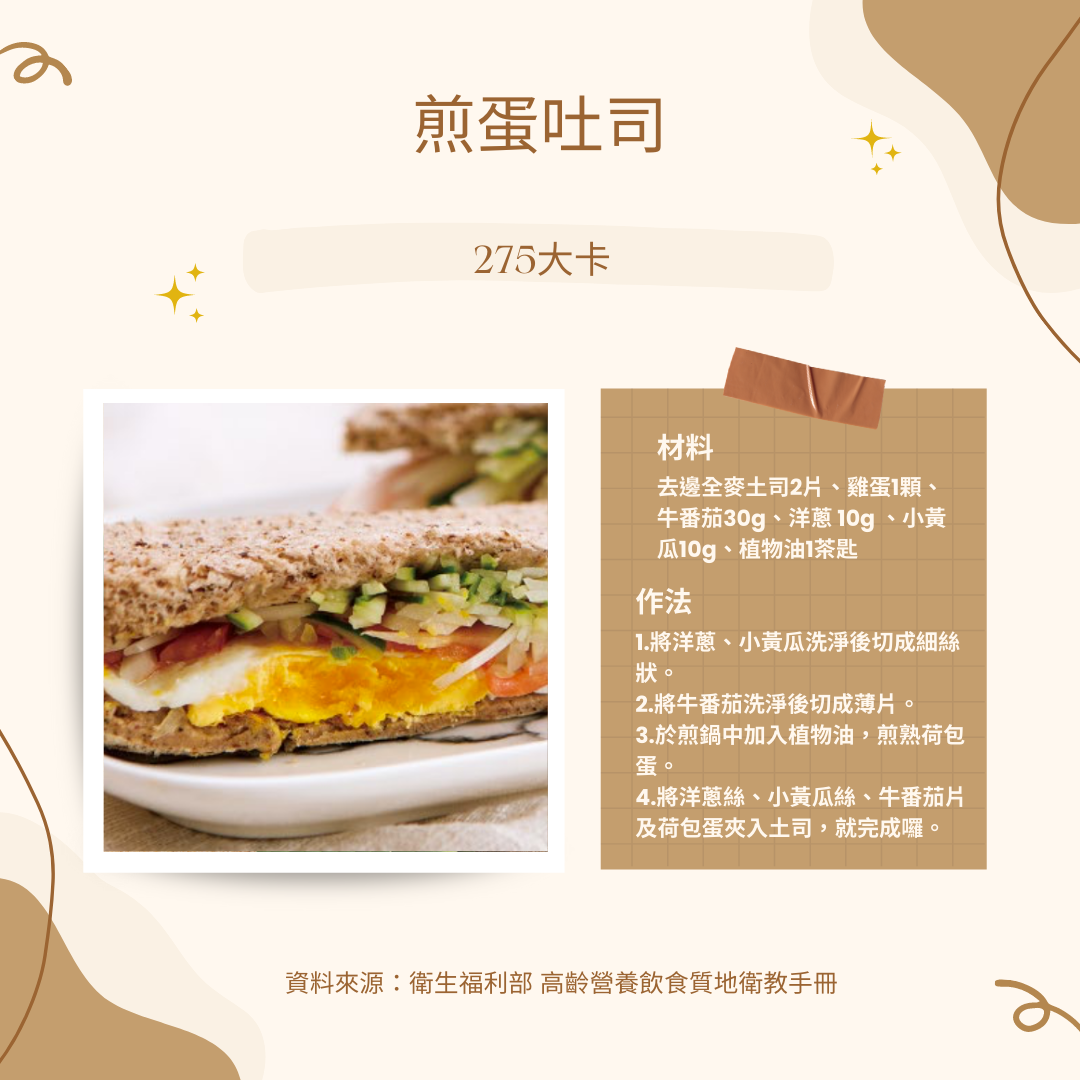 煎蛋吐司
275大卡
材料
去邊全麥土司2片、雞蛋1顆、
牛番茄30g、洋蔥 10g 、小黃
瓜10g、植物油1茶匙
作法
1.將洋蔥、小黃瓜洗淨後切成細絲
狀。
2.將牛番茄洗淨後切成薄片。
3.於煎鍋中加入植物油，煎熟荷包
蛋。
4.將洋蔥絲、小黃瓜絲、牛番茄片
及荷包蛋夾入土司，就完成囉。
資料來源：衛生福利部 高齡營養飲食質地衛教手冊